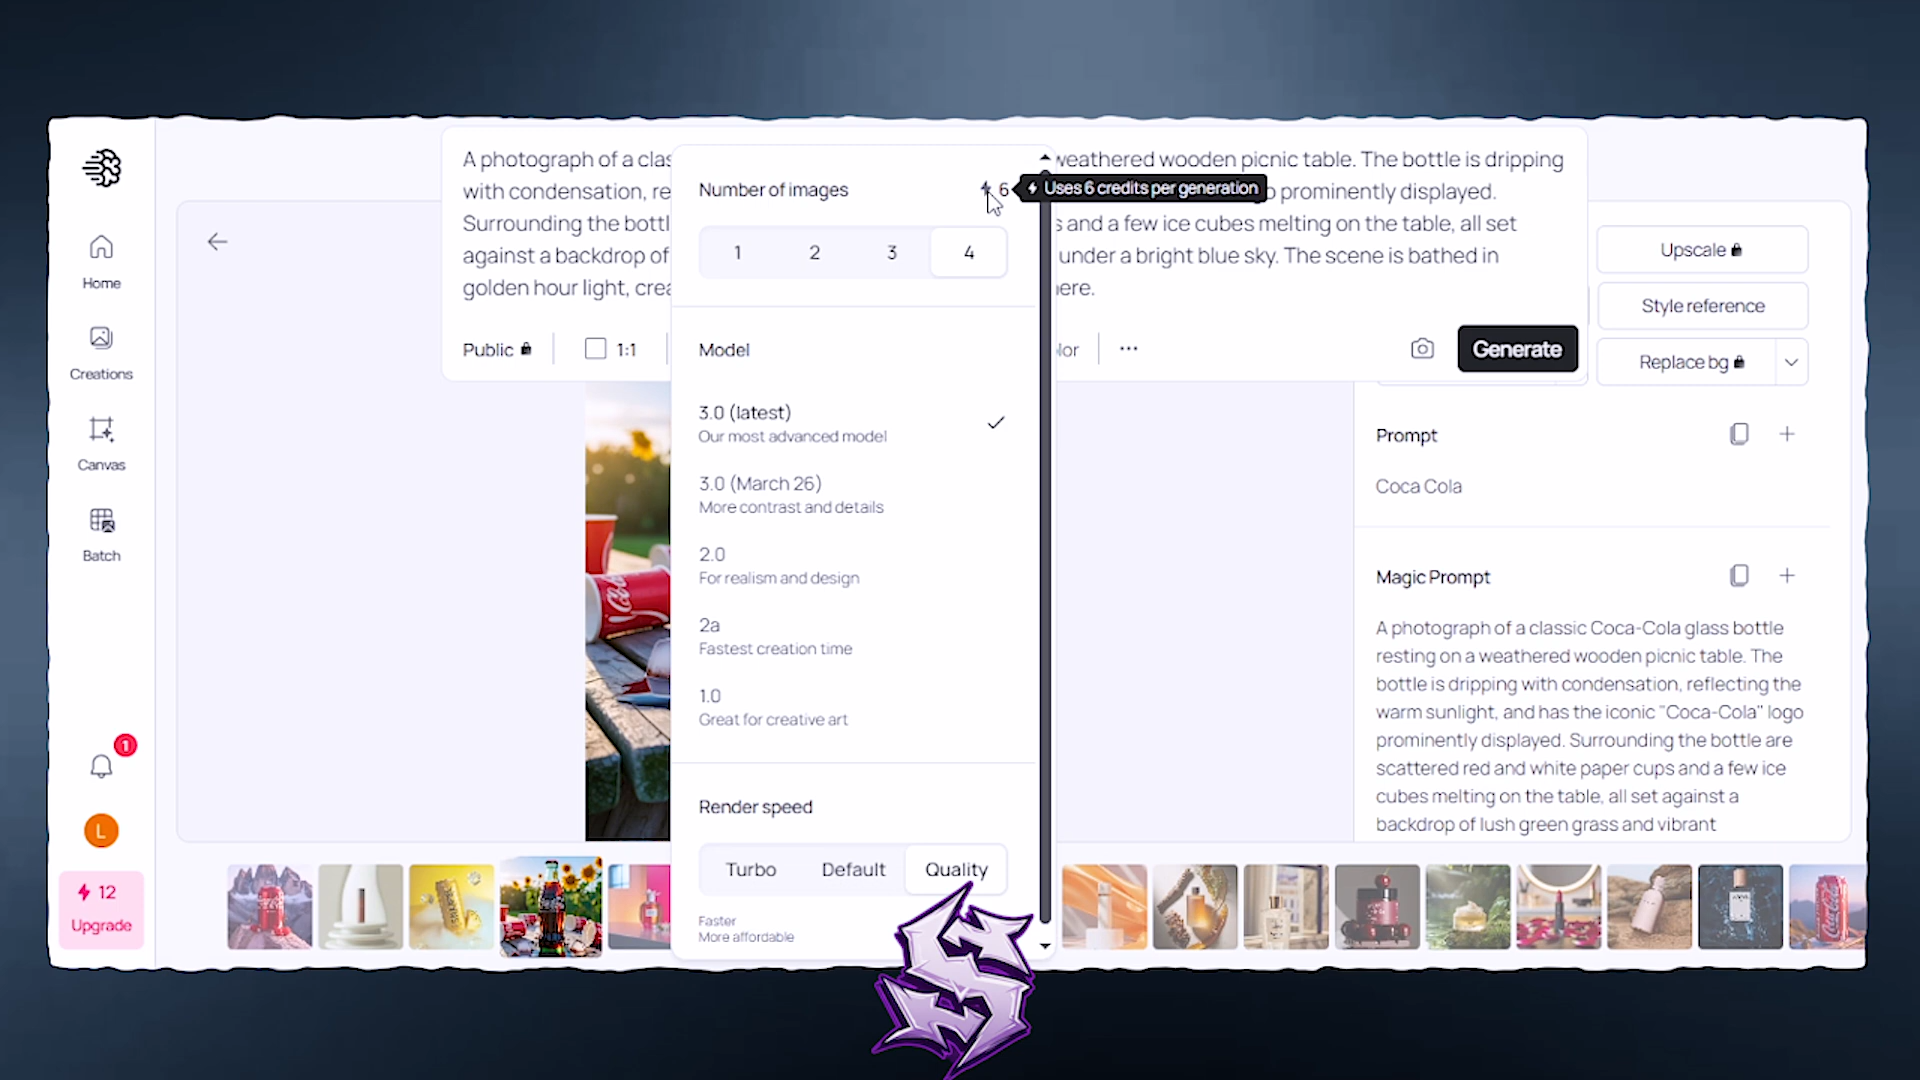 Home
Creations
Canvas
Batch
1
L
12
Upgrade
A photograph of a clas
weathered wooden picnic table. The bottle is dripping
with condensation, re
prominently displayed.
Surrounding the bottl
and a few ice cubes melting on the table, all set
against a backdrop of
under a bright blue sky. The scene is bathed in
golden hour light, crea
ere.
Public
1:1
lor
Generate
Number of images
6
Uses 6 credits per generation
1
2
3
4
Model
3.0 (latest)
Our most advanced model
3.0 (March 26)
More contrast and details
2.0
For realism and design
2a
Fastest creation time
1.0
Great for creative art
Render speed
Turbo
Default
Quality
Faster
More affordable
Upscale
Style reference
Replace bg
Prompt
Coca Cola
Magic Prompt
A photograph of a classic Coca-Cola glass bottle
resting on a weathered wooden picnic table. The
bottle is dripping with condensation, reflecting the
warm sunlight, and has the iconic "Coca-Cola" logo
prominently displayed. Surrounding the bottle are
scattered red and white paper cups and a few ice
cubes melting on the table, all set against a
backdrop of lush green grass and vibrant